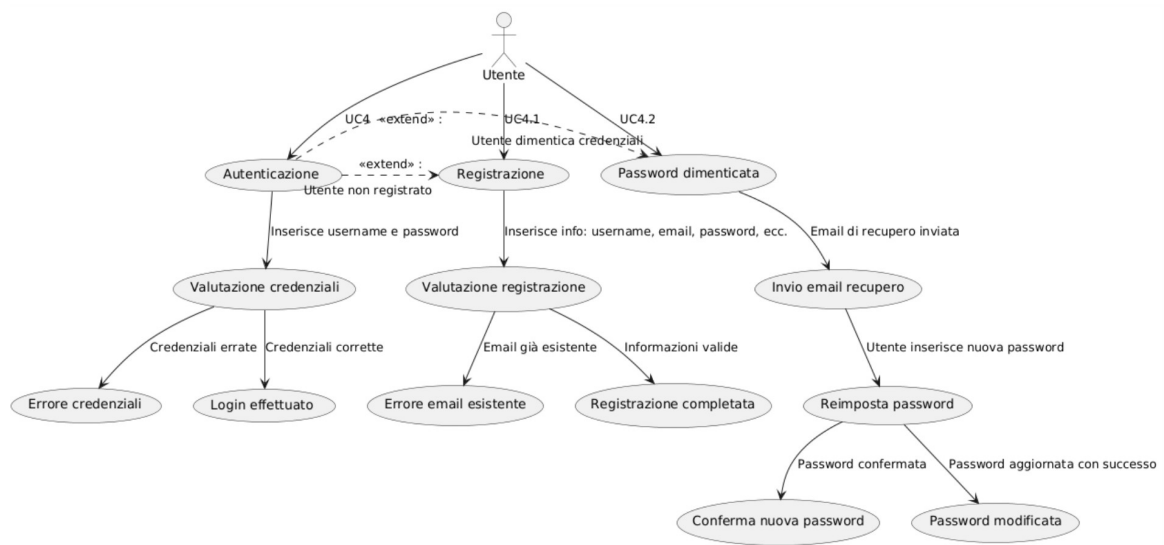 Utente
UC4
«extend» :
UC4.1
UC4.2
Utente dimentica credenziali
«extend» :
Autenticazione
Utente non registrato
Registrazione
Password dimenticata
Inserisce username e password
Inserisce info: username, email, password, ecc.
Email di recupero inviata
Valutazione credenziali
Valutazione registrazione
Invio email recupero
Credenziali errate
Credenziali corrette
Email già esistente
Informazioni valide
Utente inserisce nuova password
Errore credenziali
Login effettuato
Errore email esistente
Registrazione completata
Reimposta password
Password confermata
Password aggiornata con successo
Conferma nuova password
Password modificata